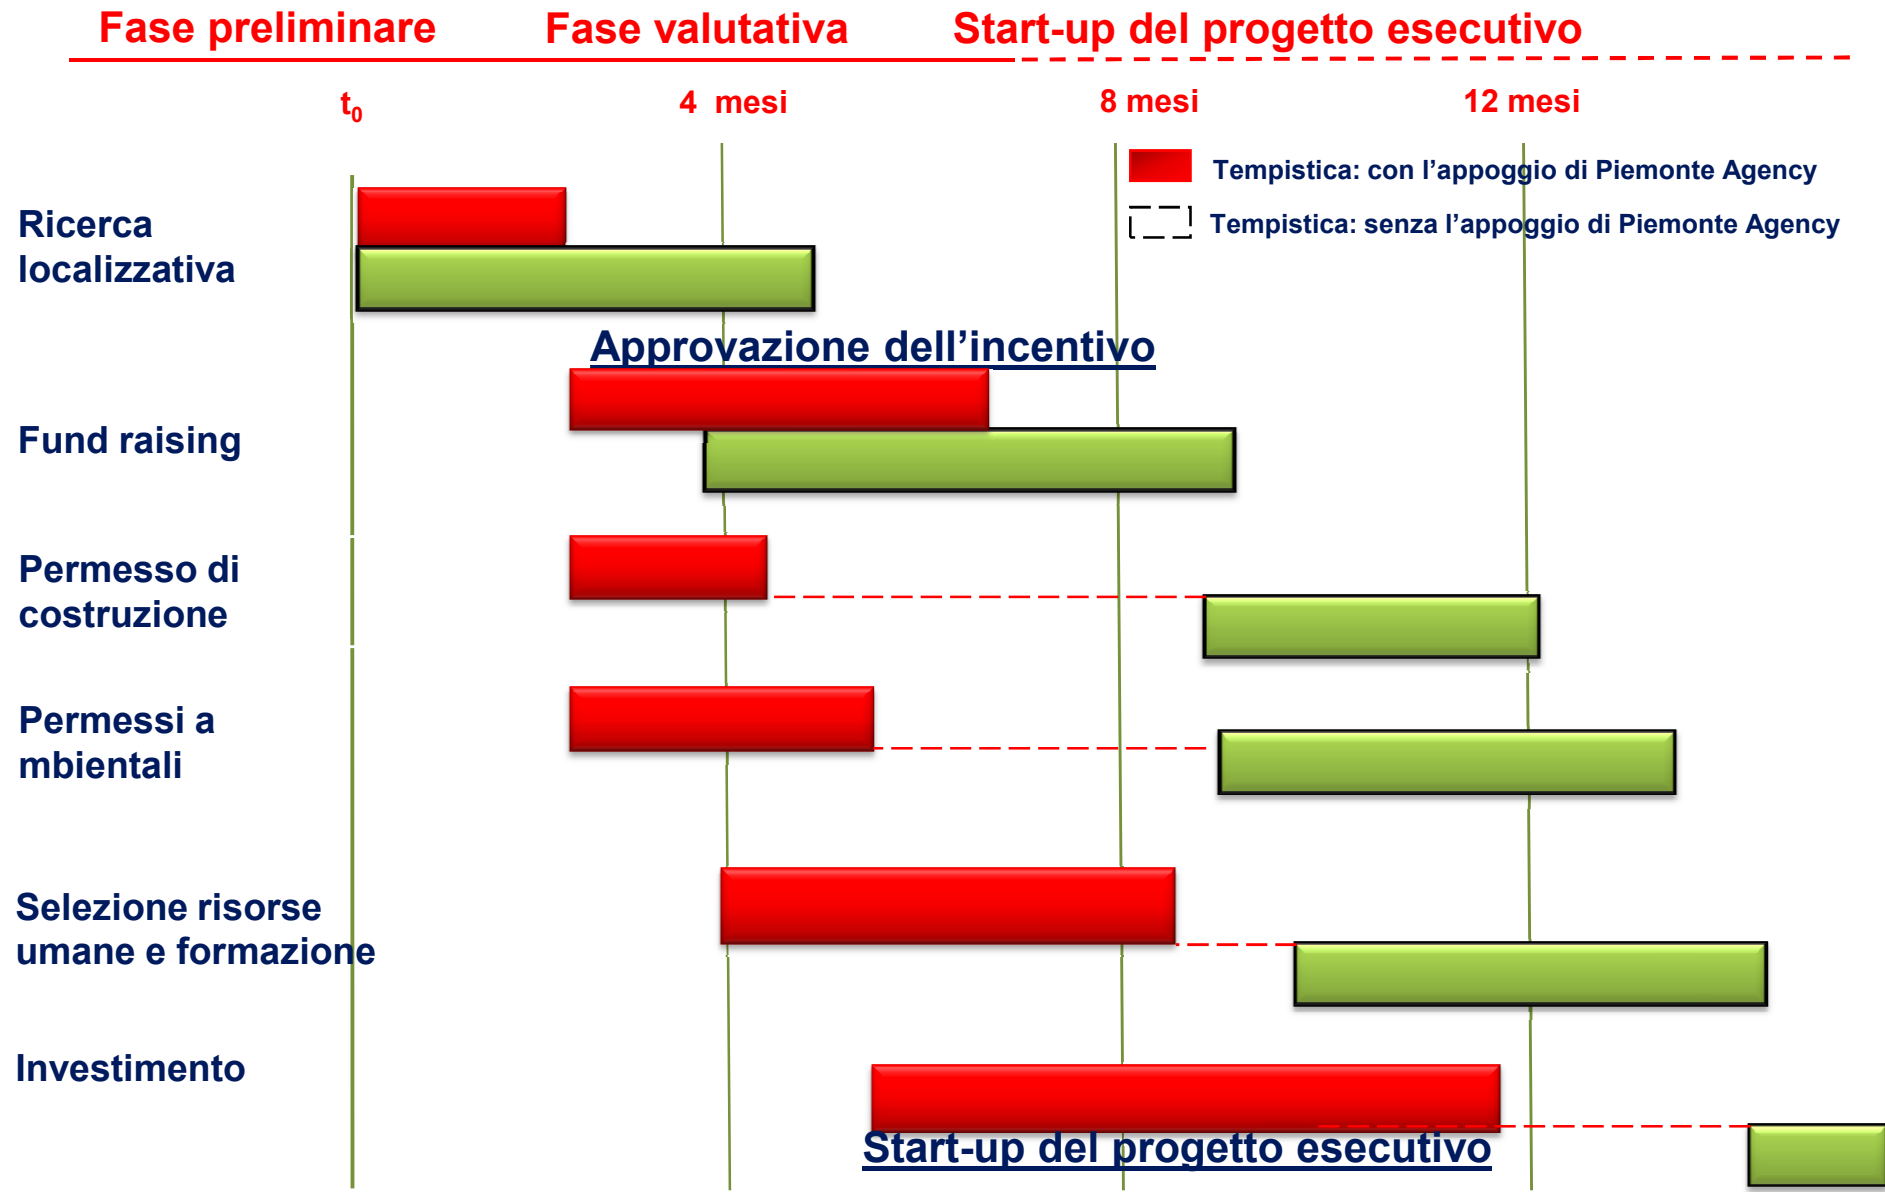 Fase preliminare Fase valutativa Start-up del progetto esecutivo
t0 4 mesi 8 mesi 12 mesi
Tempistica: con l’appoggio di Piemonte Agency
Tempistica: senza l’appoggio di Piemonte Agency
Ricerca
localizzativa
Approvazione dell’incentivo
Fund raising
Permesso di
costruzione
Permessi a
mbientali
Selezione risorse
umane e formazione
Investimento
Start-up del progetto esecutivo